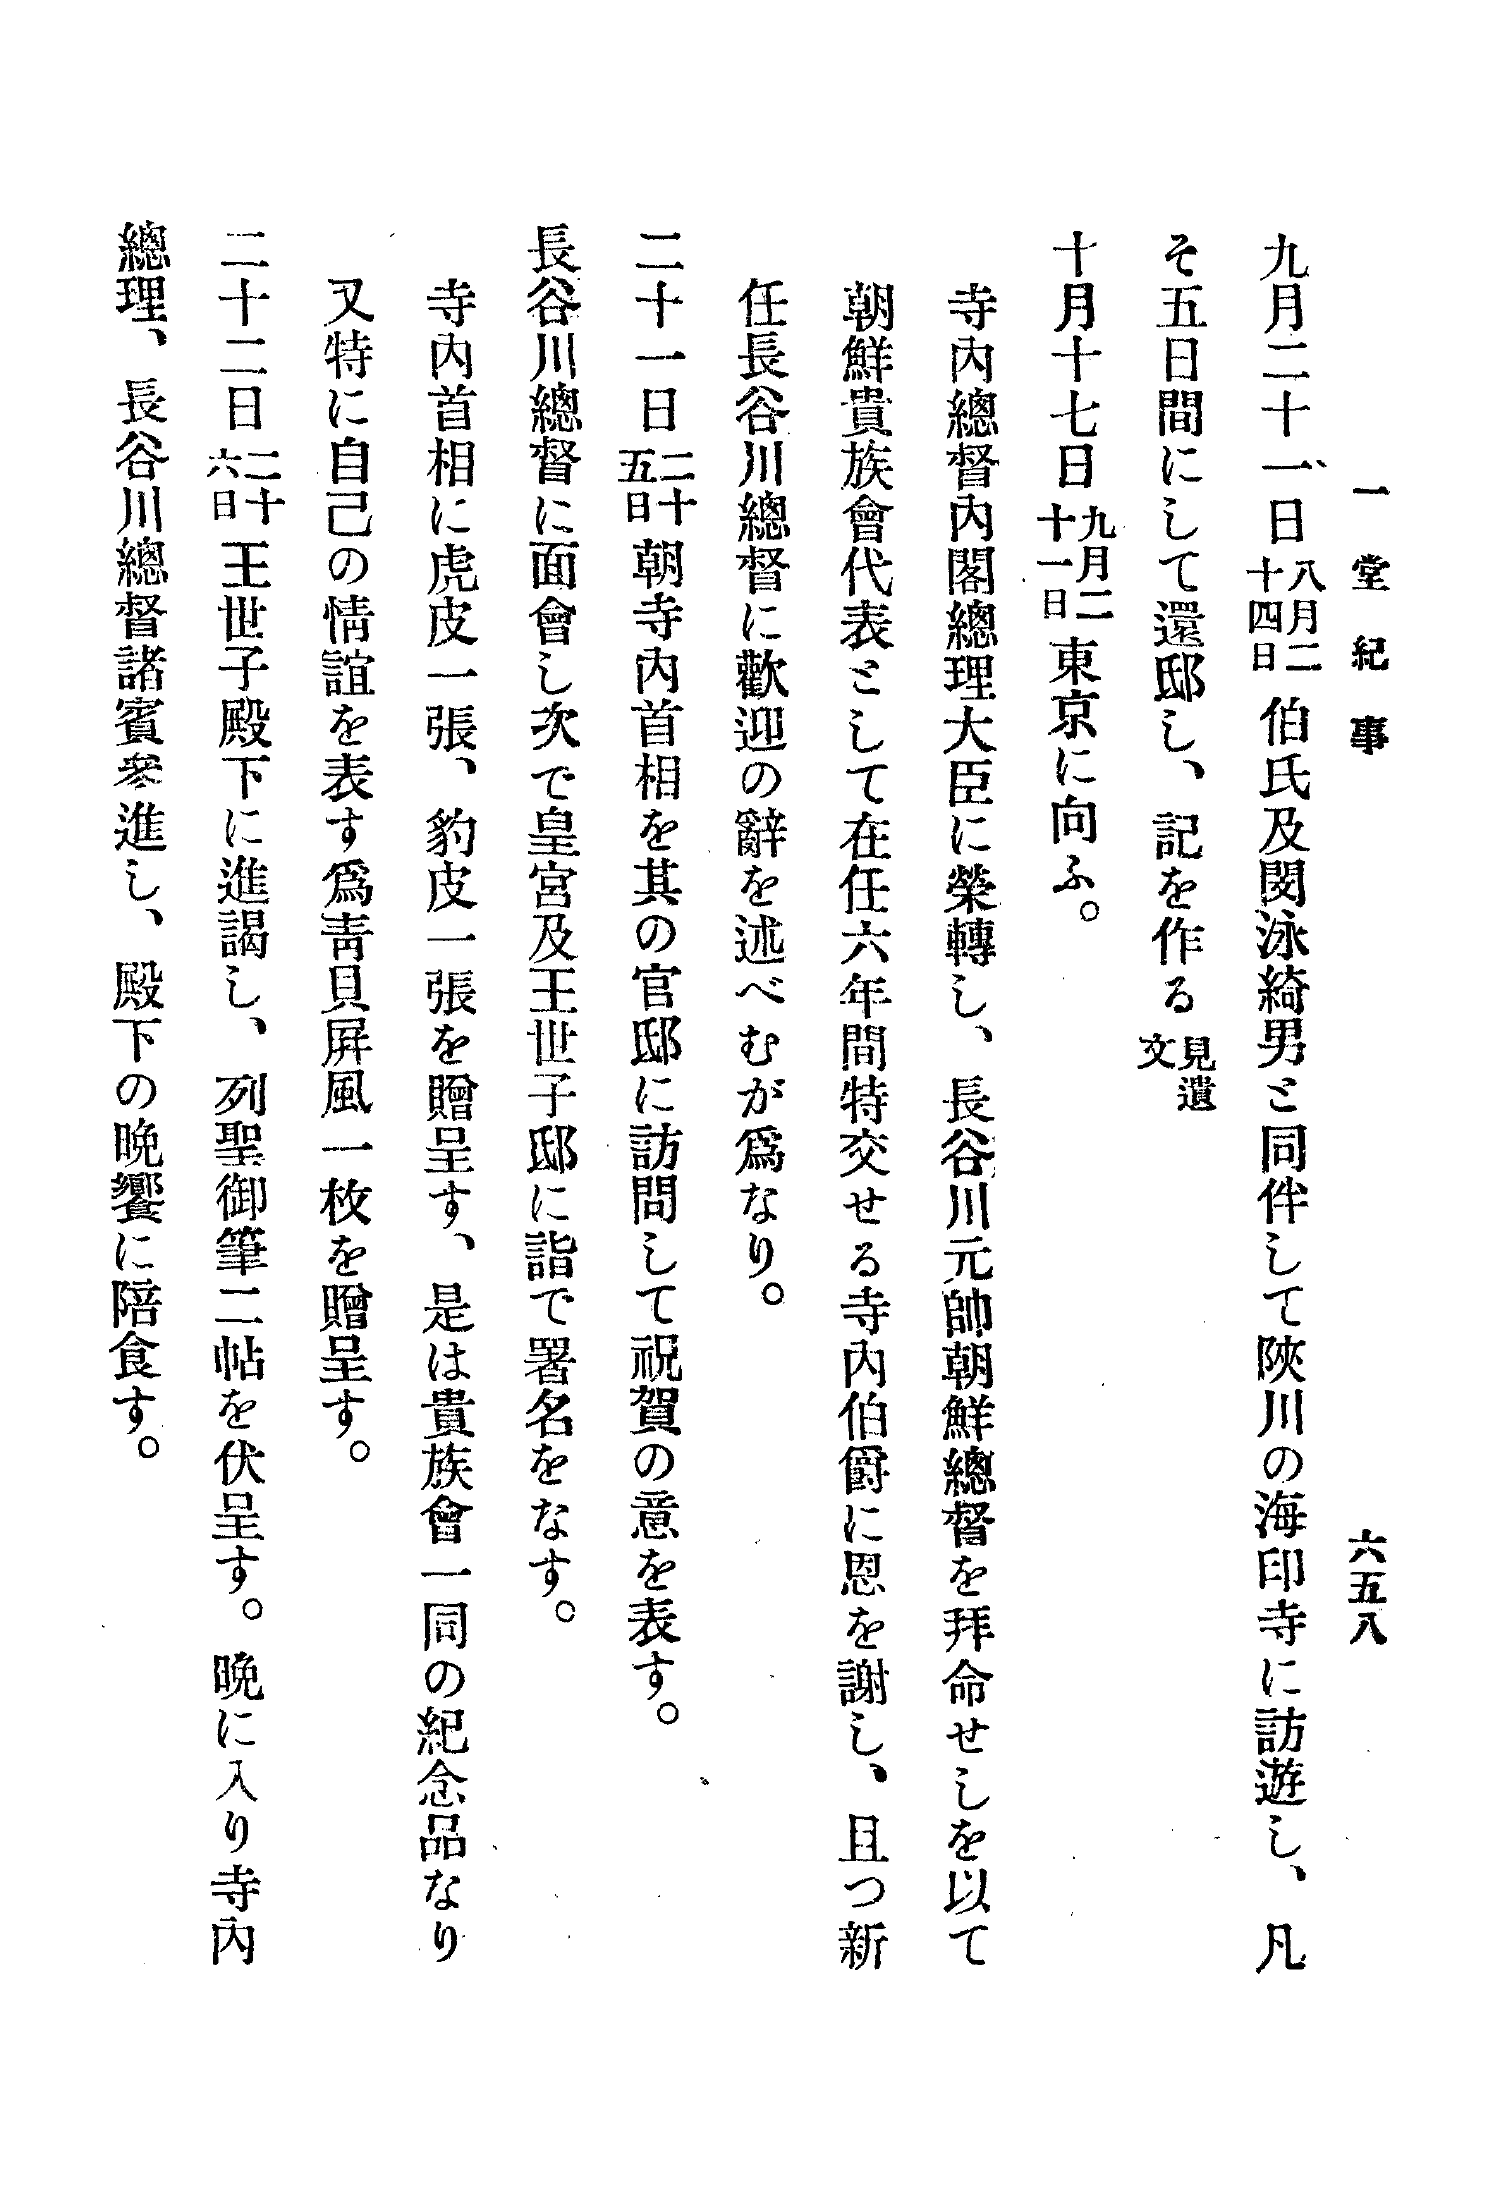 一堂紀事 六五八
九月二十一日八月二十四日伯氏及閔泳綺男と同伴して陜川の海印寺に訪遊し、凡
そ五日間にして還邸し、記を作る見遺文
十月十七日九月二十一日東京に向ふ。
寺內總督內閣總理大臣に榮轉し、長谷川元帥朝鮮總督を拜命せしを以て
朝鮮貴族會代表として在任六年間特交せる寺內伯爵に恩を謝し、且つ新
任長谷川總督に歡迎の辭を述べむが爲なり。
二十一日二十五日朝寺內首相を其の官邸に訪問して祝賀の意を表す。
長谷川總督に面會し次で皇宮及王世子邸に詣で署名をなす。
寺內首相に虎皮一張、豹皮一張を贈呈す、是は貴族會一同の紀念品なり
又特に自己の情誼を表す爲靑貝屛風一枚を贈呈す。
二十二日二十六日王世子殿下に進謁し、列聖御筆二帖を伏呈す。晩に入り寺內
總理、長谷川總督諸賓參進し、殿下の晩饗に陪食す。